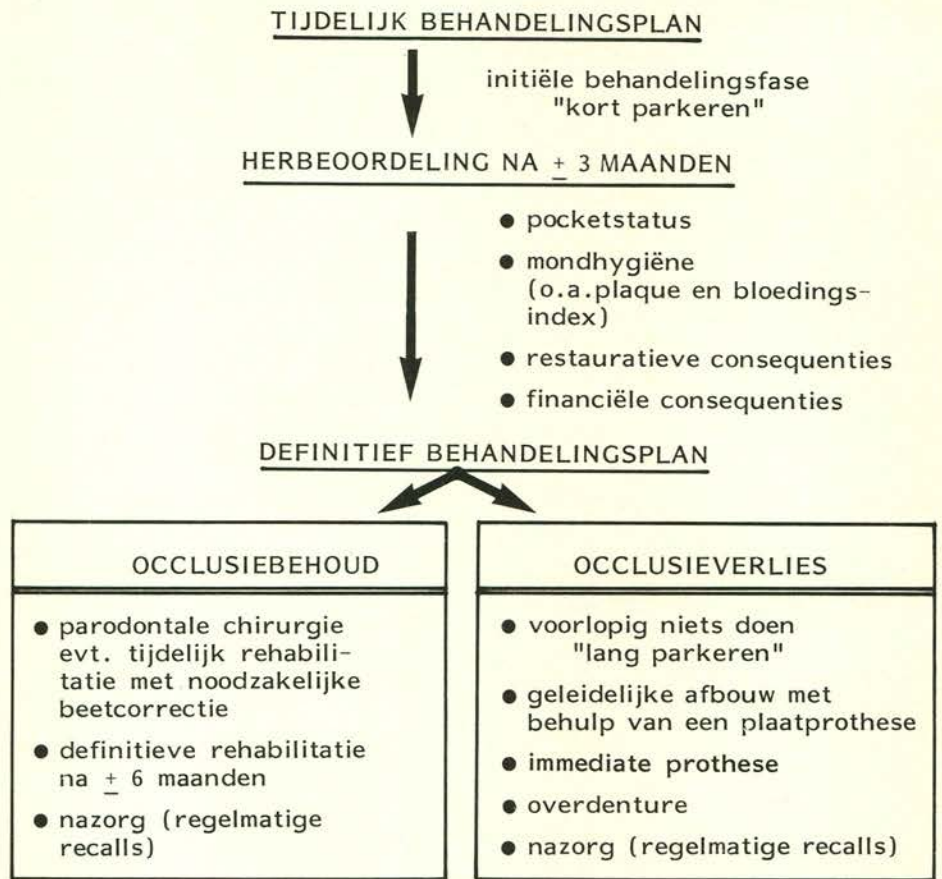 TIJDELIJK BEHANDELINGSPLAN
initiële behandelingsfase
"kort parkeren"
HERBEOORDELING NA ± 3 MAANDEN
● pocketstatus
● mondhygiëne
(o.a.plaque en bloedings-
index)
● restauratieve consequenties
● financiële consequenties
DEFINITIEF BEHANDELINGSPLAN
OCCLUSIEBEHOUD
● parodontale chirurgie
evt. tijdelijk rehabili-
tatie met noodzakelijke
beetcorrectie
● definitieve rehabilitatie
na ± 6 maanden
● nazorg (regelmatige
recalls)
OCCLUSIEVERLIES
● voorlopig niets doen
"lang parkeren"
● geleidelijke afbouw met
behulp van een plaatprothese
● immediate prothese
● overdenture
● nazorg (regelmatige recalls)